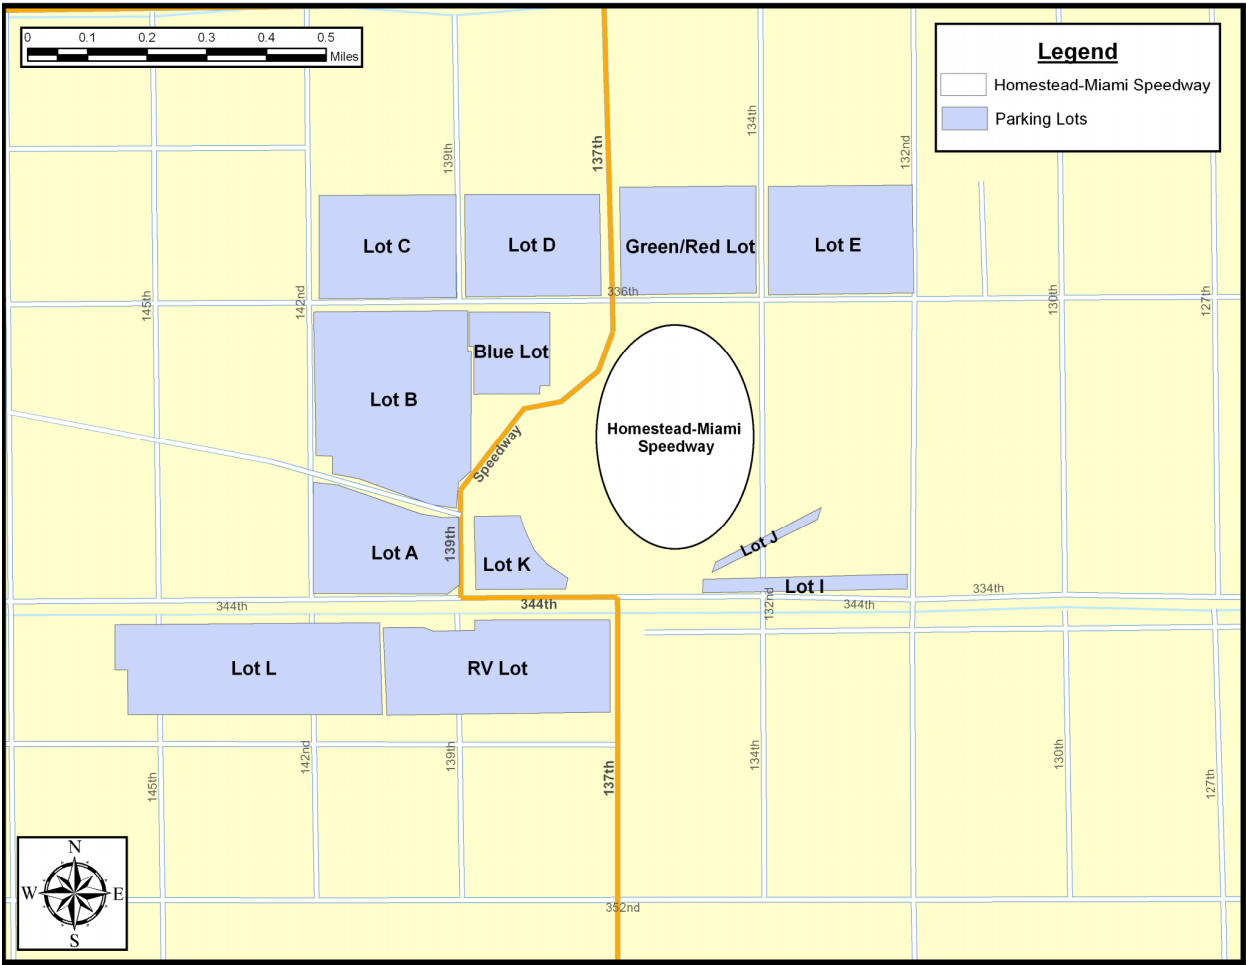 0 0.1 0.2 0.3 0.4 0.5
Miles
Legend
Homestead-Miami Speedway
Parking Lots
139th
137th
134th
132nd
Lot C
Lot D
Green/Red Lot
Lot E
145th
142nd
336th
130th
127th
Blue Lot
Lot B
Homestead-Miami
Speedway
Speedway
Lot A
139th
Lot K
Lot J
Lot I
344th
344th
132nd
344th
334th
Lot L
RV Lot
145th
142nd
139th
137th
134th
130th
127th
N
W E
S
352nd